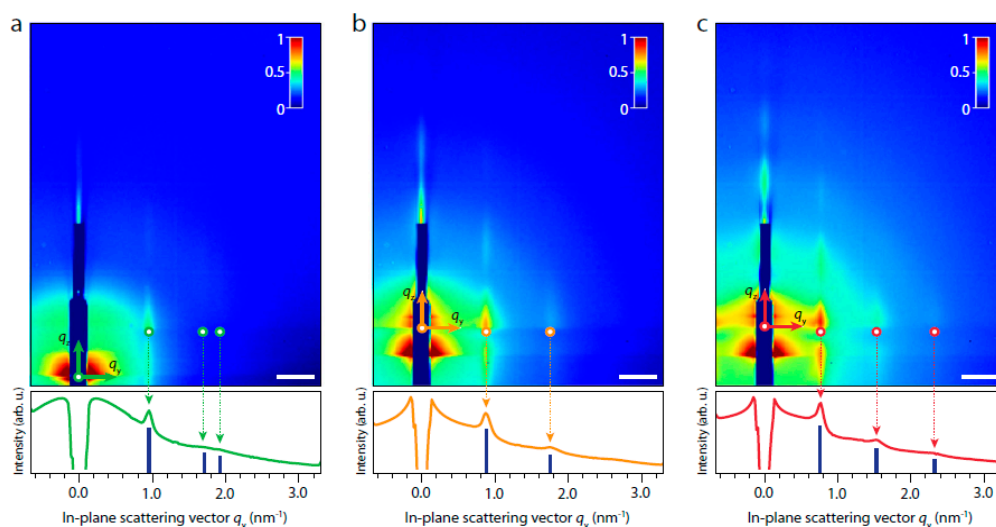 a
1
0.5
0
qz
qy
Intensity (arb. u.)
0.0 1.0 2.0 3.0
In-plane scattering vector qy (nm⁻¹)
b
1
0.5
0
qz
qy
Intensity (arb. u.)
0.0 1.0 2.0 3.0
In-plane scattering vector qy (nm⁻¹)
c
1
0.5
0
qz
qy
Intensity (arb. u.)
0.0 1.0 2.0 3.0
In-plane scattering vector qy (nm⁻¹)